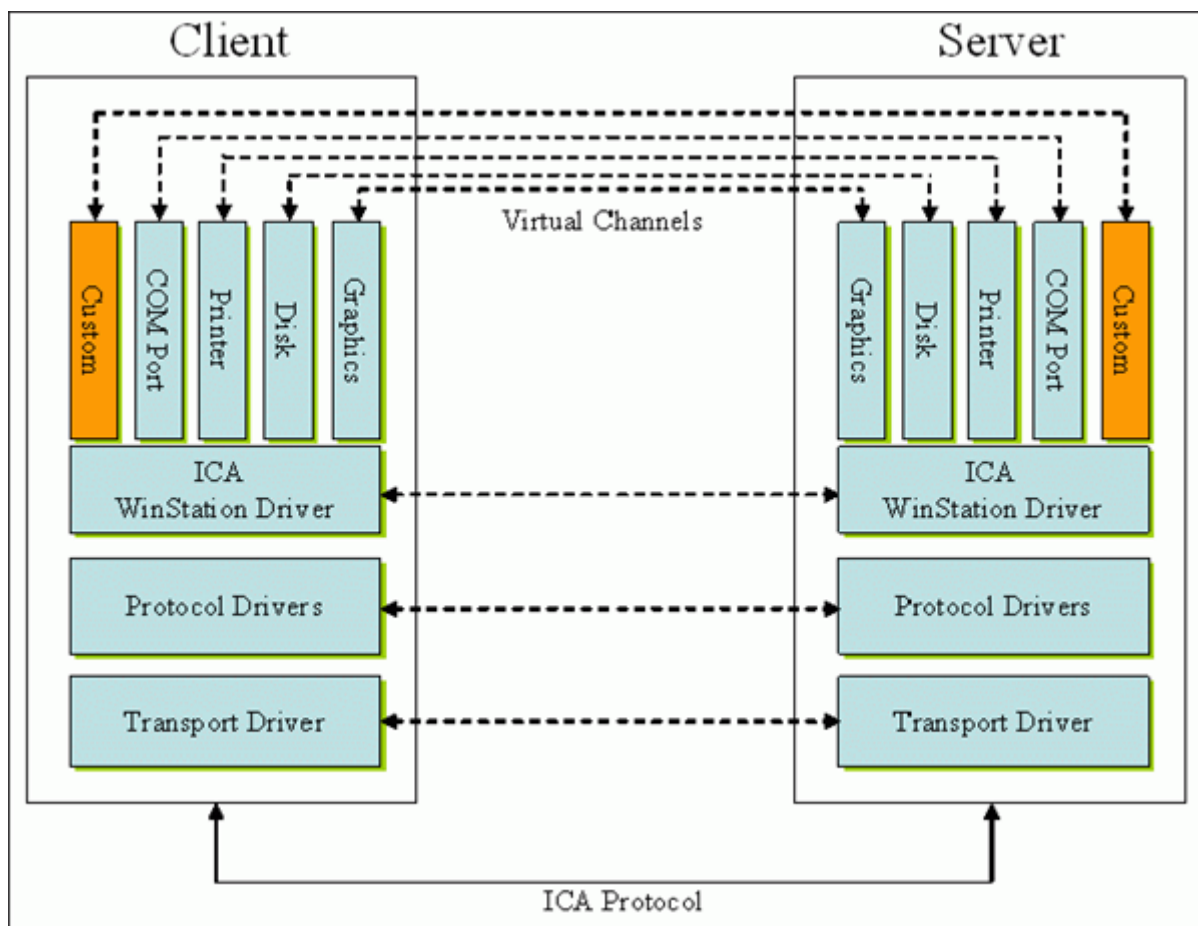 Client
Server
Virtual Channels
Custom
COM Port
Printer
Disk
Graphics
Graphics
Disk
Printer
COM Port
Custom
ICA
WinStation Driver
ICA
WinStation Driver
Protocol Drivers
Protocol Drivers
Transport Driver
Transport Driver
ICA Protocol